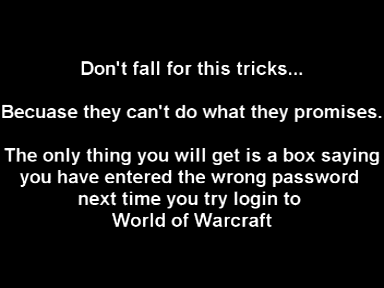 Don't fall for this tricks...
Becuase they can't do what they promises.
The only thing you will get is a box saying
you have entered the wrong password
next time you try login to
World of Warcraft